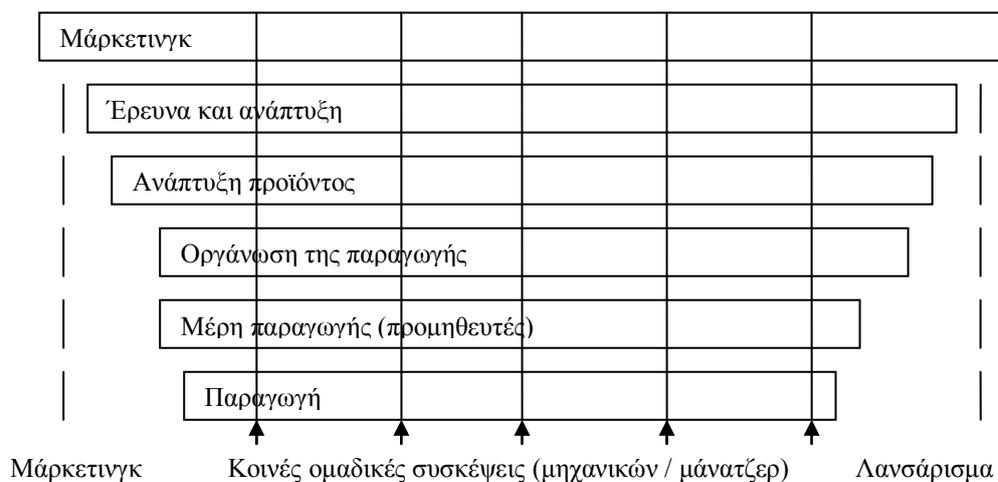 Μάρκετινγκ
Έρευνα και ανάπτυξη
Ανάπτυξη προϊόντος
Οργάνωση της παραγωγής
Μέρη παραγωγής (προμηθευτές)
Παραγωγή
Μάρκετινγκ Κοινές ομαδικές συσκέψεις (μηχανικών / μάνατζερ) Λανσάρισμα